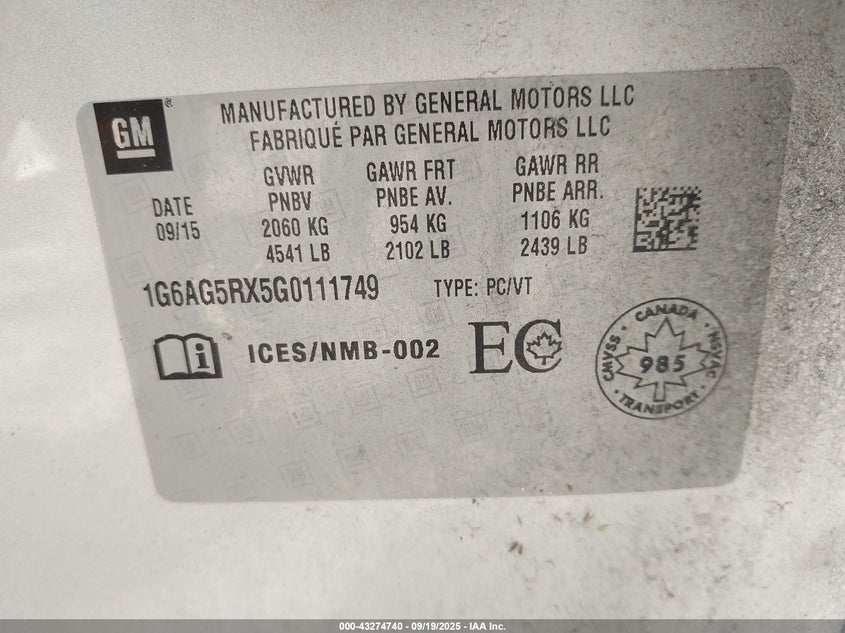 GM®
MANUFACTURED BY GENERAL MOTORS LLC
FABRIQUÉ PAR GENERAL MOTORS LLC
GVWR GAWR FRT GAWR RR
DATE PNBV PNBE AV. PNBE ARR.
09/15 2060 KG 954 KG 1106 KG
4541 LB 2102 LB 2439 LB
1G6AG5RX5G0111749 TYPE: PC/VT
i ICES/NMB-002 EC
CANADA
CMVSS 985 NSVAC
TRANSPORT
000-43274740 - 09/19/2025 - IAA Inc.